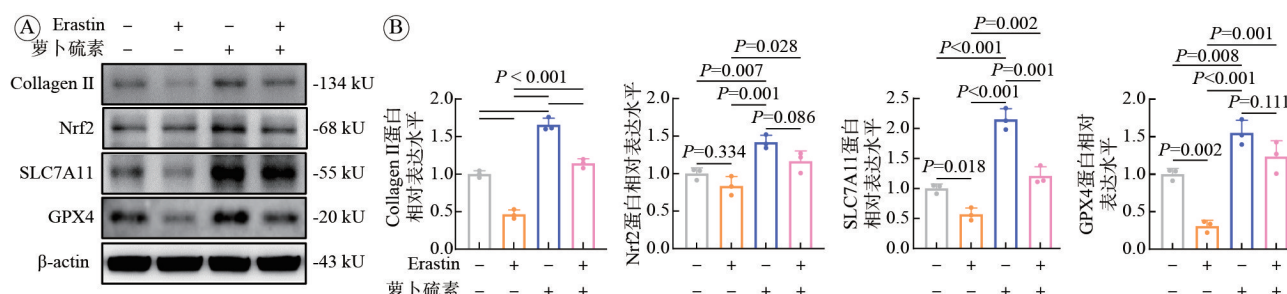 A
Erastin − + − +
萝卜硫素 − − + +
Collagen II -134 kU
Nrf2 -68 kU
SLC7A11 -55 kU
GPX4 -20 kU
β-actin -43 kU
B
Collagen II蛋白
相对表达水平
2.0
1.5
1.0
0.5
0.0
P < 0.001
Erastin − + − +
萝卜硫素 − − + +
Nrf2蛋白相对表达水平
2.0
1.5
1.0
0.5
0.0
P=0.028
P=0.007
P=0.001
P=0.086
P=0.334
− + − +
− − + +
SLC7A11蛋白
相对表达水平
2.5
2.0
1.5
1.0
0.5
0.0
P=0.002
P<0.001
P=0.001
P<0.001
P=0.018
− + − +
− − + +
GPX4蛋白相对
表达水平
2.0
1.5
1.0
0.5
0.0
P=0.001
P=0.008
P<0.001
P=0.111
P=0.002
− + − +
− − + +